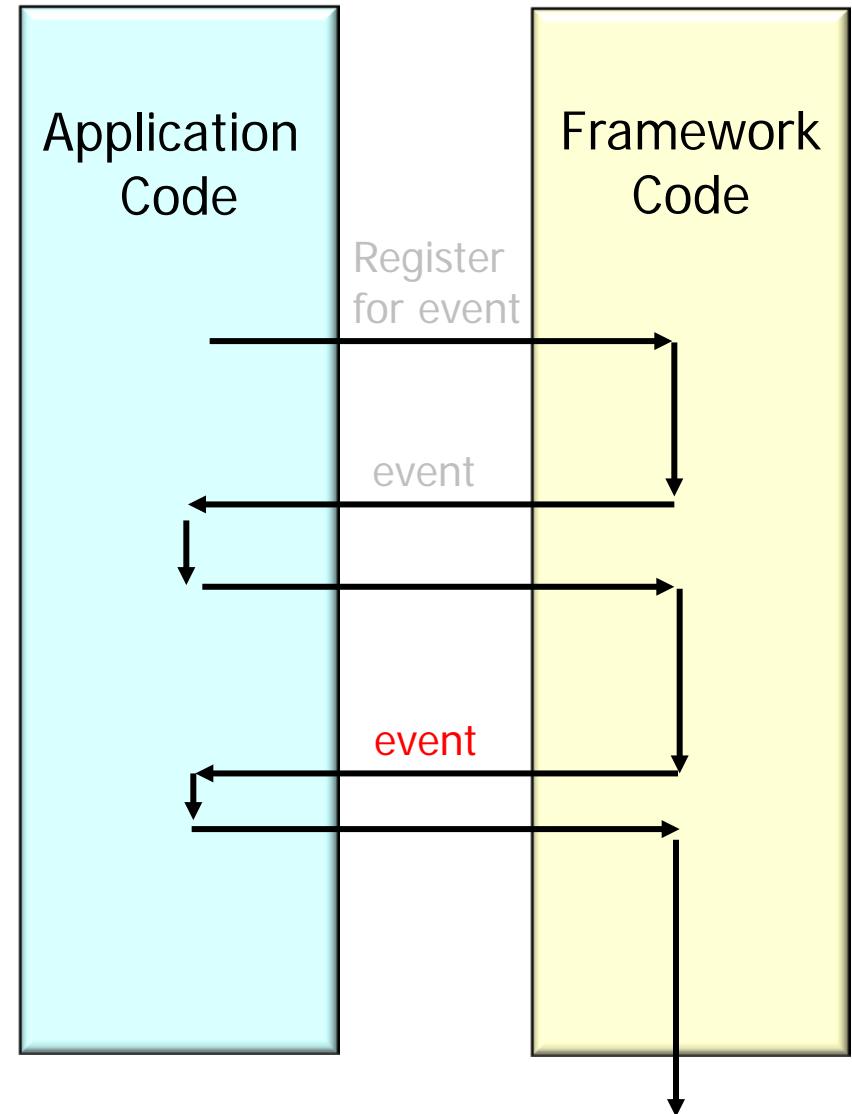 Application
Code
Framework
Code
Register
for event
event
event